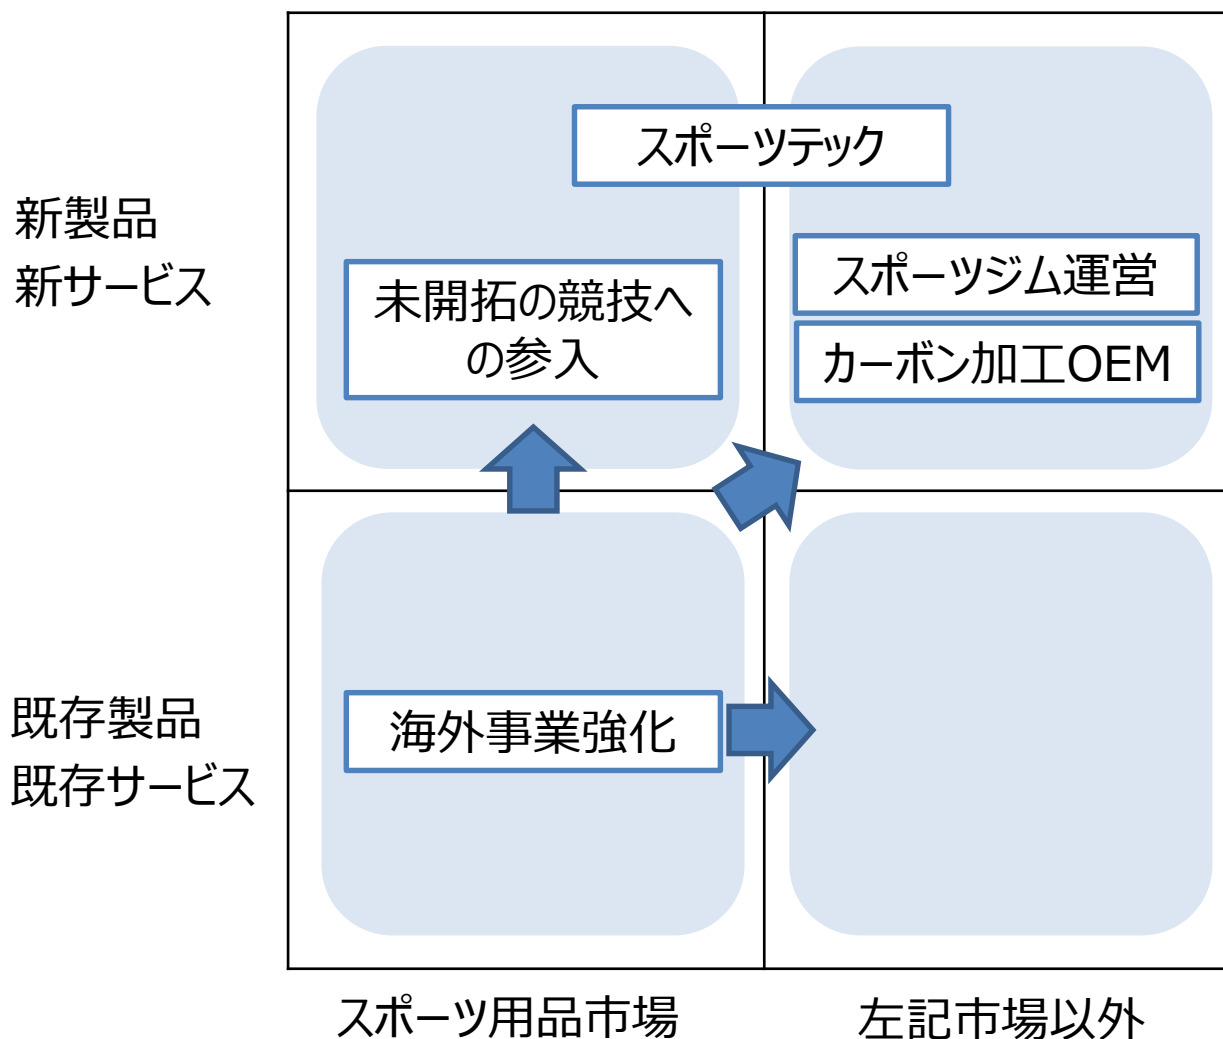 スポーツテック
新製品
新サービス
未開拓の競技へ
の参入
スポーツジム運営
カーボン加工OEM
既存製品
既存サービス
海外事業強化
スポーツ用品市場
左記市場以外